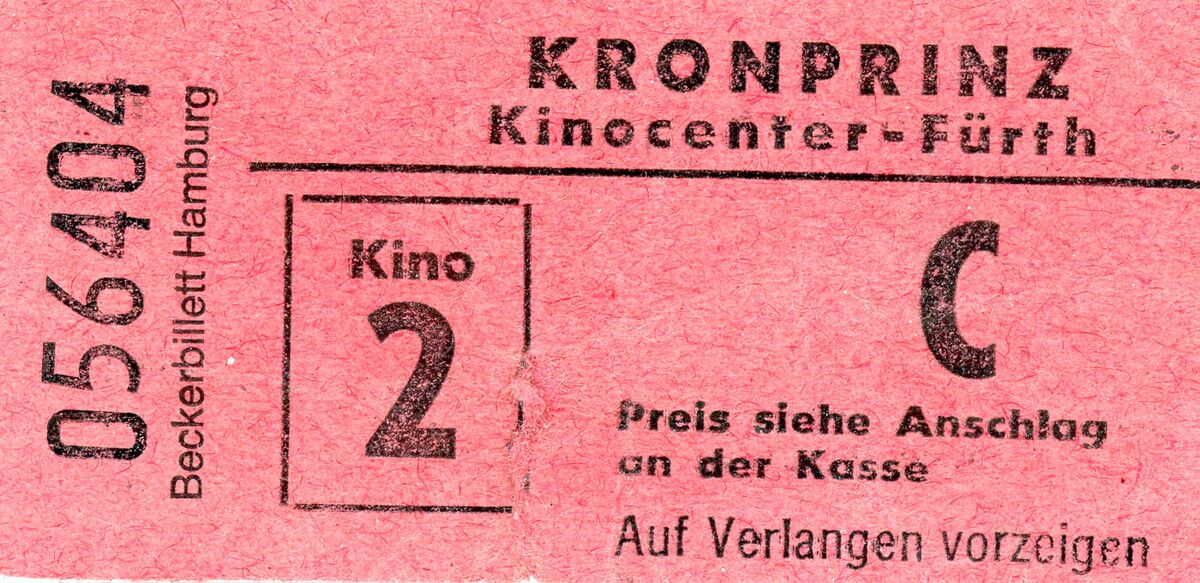 056404
Beckerbillett Hamburg
KRONPRINZ
Kinocenter-Fürth
Kino
2
C
Preis siehe Anschlag
an der Kasse
Auf Verlangen vorzeigen